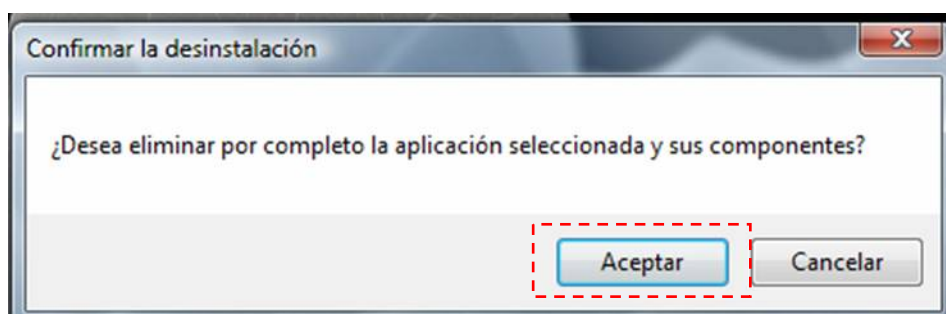 Confirmar la desinstalación
¿Desea eliminar por completo la aplicación seleccionada y sus componentes?
Aceptar
Cancelar